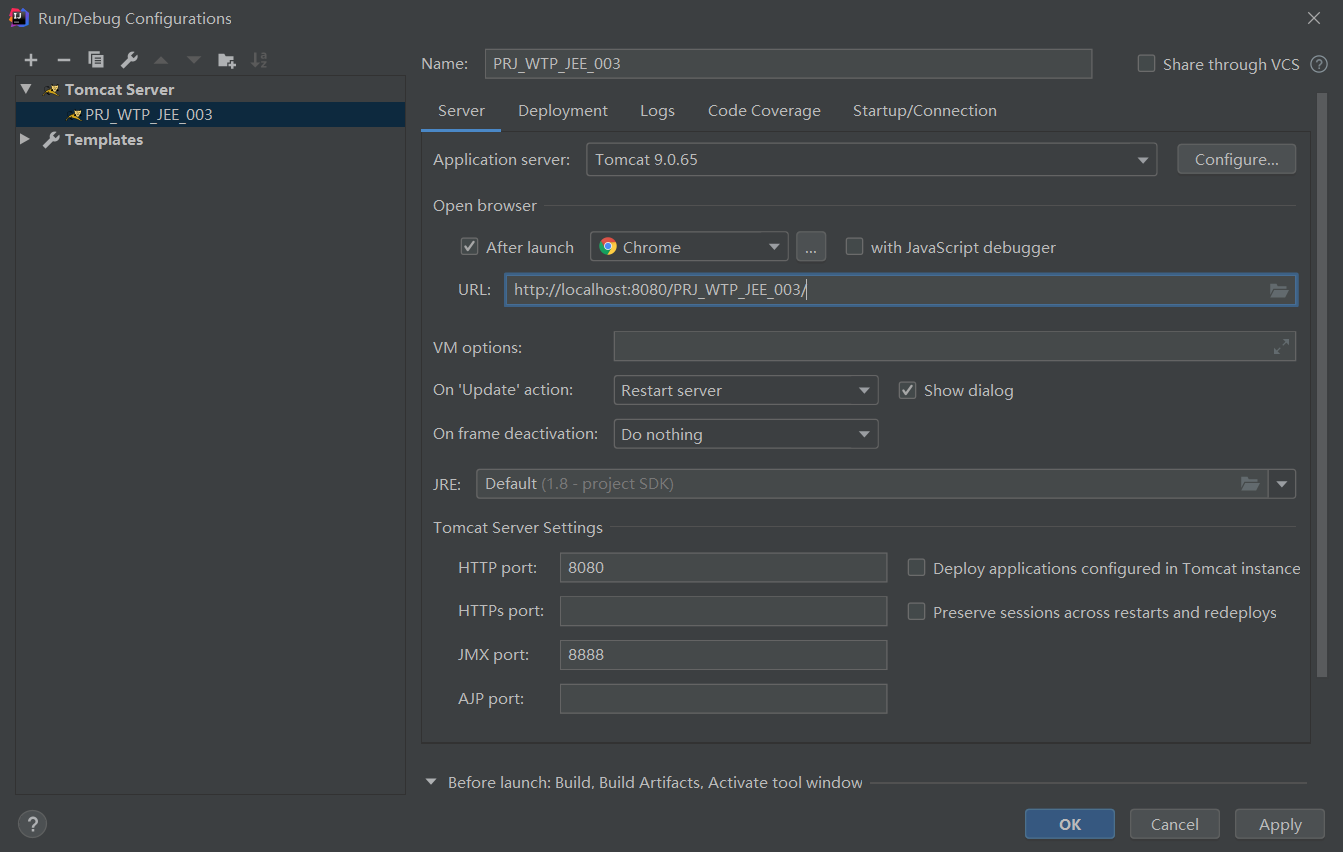 Run/Debug Configurations
Name: PRJ_WTP_JEE_003
Share through VCS ?
Tomcat Server
PRJ_WTP_JEE_003
Templates
Server Deployment Logs Code Coverage Startup/Connection
Application server: Tomcat 9.0.65 Configure...
Open browser
After launch Chrome ... with JavaScript debugger
URL: http://localhost:8080/PRJ_WTP_JEE_003/
VM options:
On 'Update' action: Restart server Show dialog
On frame deactivation: Do nothing
JRE: Default (1.8 - project SDK)
Tomcat Server Settings
HTTP port: 8080 Deploy applications configured in Tomcat instance
HTTPs port: Preserve sessions across restarts and redeploys
JMX port: 8888
AJP port:
Before launch: Build, Build Artifacts, Activate tool window
? OK Cancel Apply